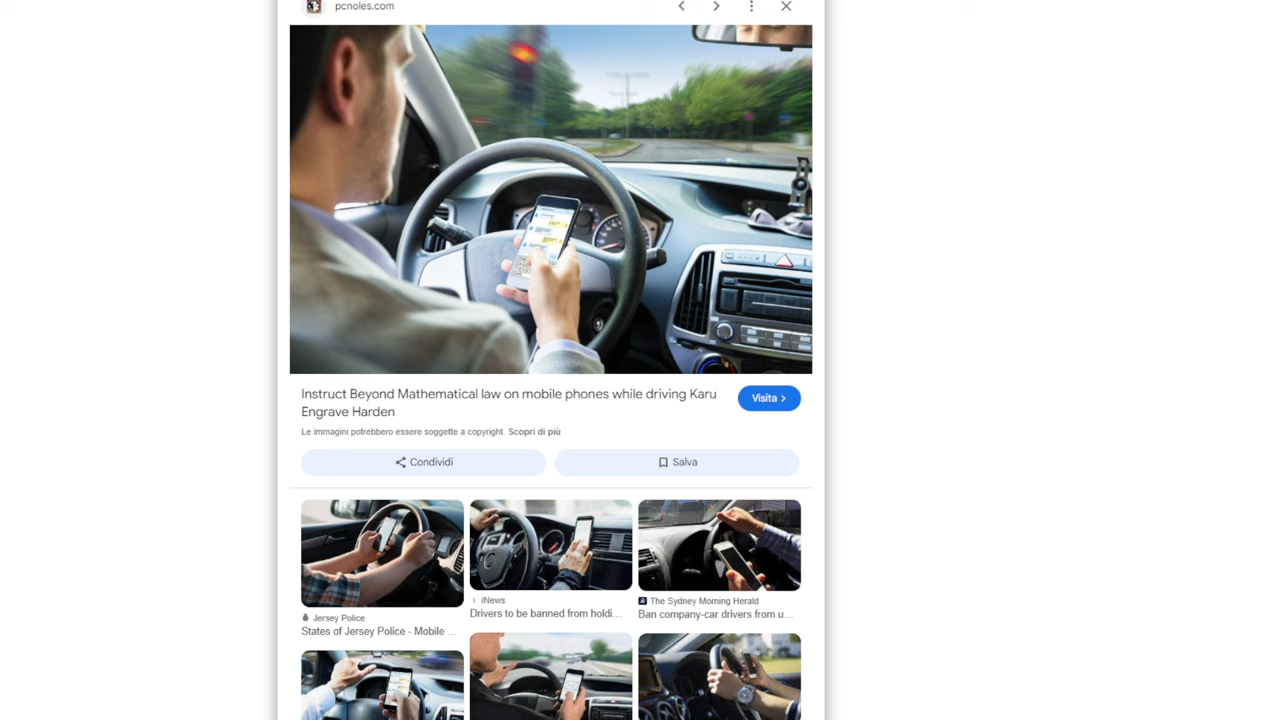 pcnoles.com
Instruct Beyond Mathematical law on mobile phones while driving Karu
Engrave Harden
Visita
Le immagini potrebbero essere soggette a copyright. Scopri di più
Condividi
Salva
Jersey Police
States of Jersey Police - Mobile ...
iNews
Drivers to be banned from holdi...
The Sydney Morning Herald
Ban company-car drivers from u...